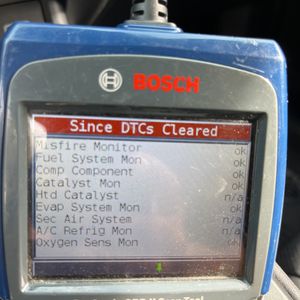 BOSCH
Since DTCs Cleared
Misfire Monitor ok
Fuel System Mon ok
Comp Component ok
Catalyst Mon ok
Htd Catalyst n/a
Evap System Mon ok
Sec Air System n/a
A/C Refrig Mon n/a
Oxygen Sens Mon ok